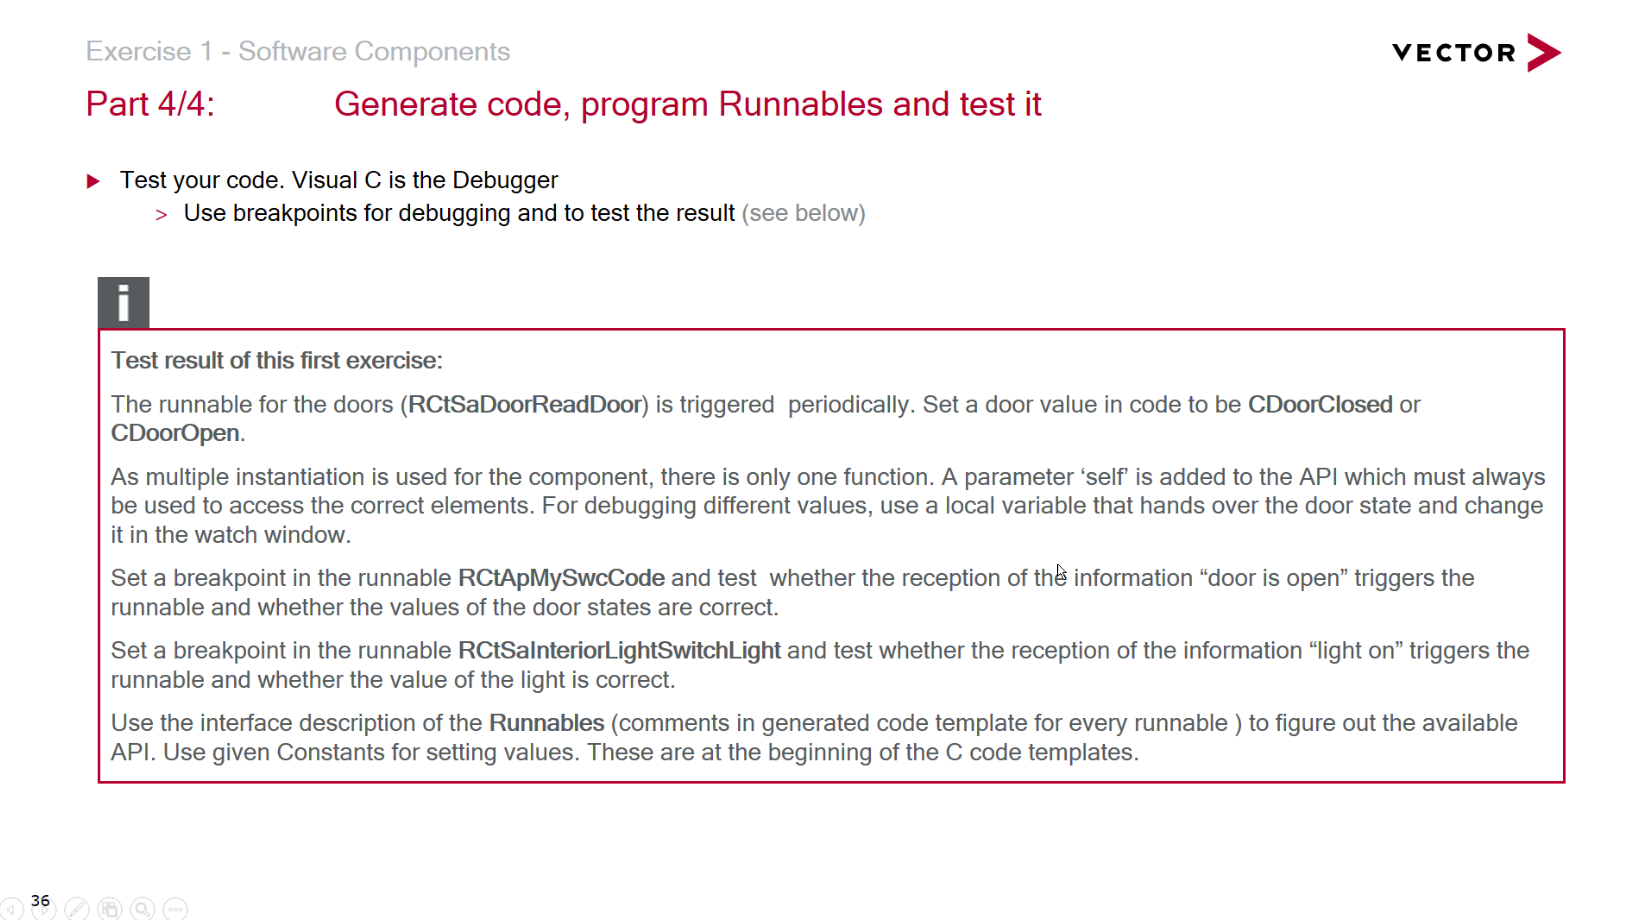 Exercise 1 - Software Components
VECTOR
Part 4/4: Generate code, program Runnables and test it
Test your code. Visual C is the Debugger
> Use breakpoints for debugging and to test the result (see below)
i
Test result of this first exercise:
The runnable for the doors (RCtSaDoorReadDoor) is triggered  periodically. Set a door value in code to be CDoorClosed or
CDoorOpen.
As multiple instantiation is used for the component, there is only one function. A parameter ‘self’ is added to the API which must always
be used to access the correct elements. For debugging different values, use a local variable that hands over the door state and change
it in the watch window.
Set a breakpoint in the runnable RCtApMySwcCode and test  whether the reception of the information “door is open” triggers the
runnable and whether the values of the door states are correct.
Set a breakpoint in the runnable RCtSaInteriorLightSwitchLight and test whether the reception of the information “light on” triggers the
runnable and whether the value of the light is correct.
Use the interface description of the Runnables (comments in generated code template for every runnable ) to figure out the available
API. Use given Constants for setting values. These are at the beginning of the C code templates.
36